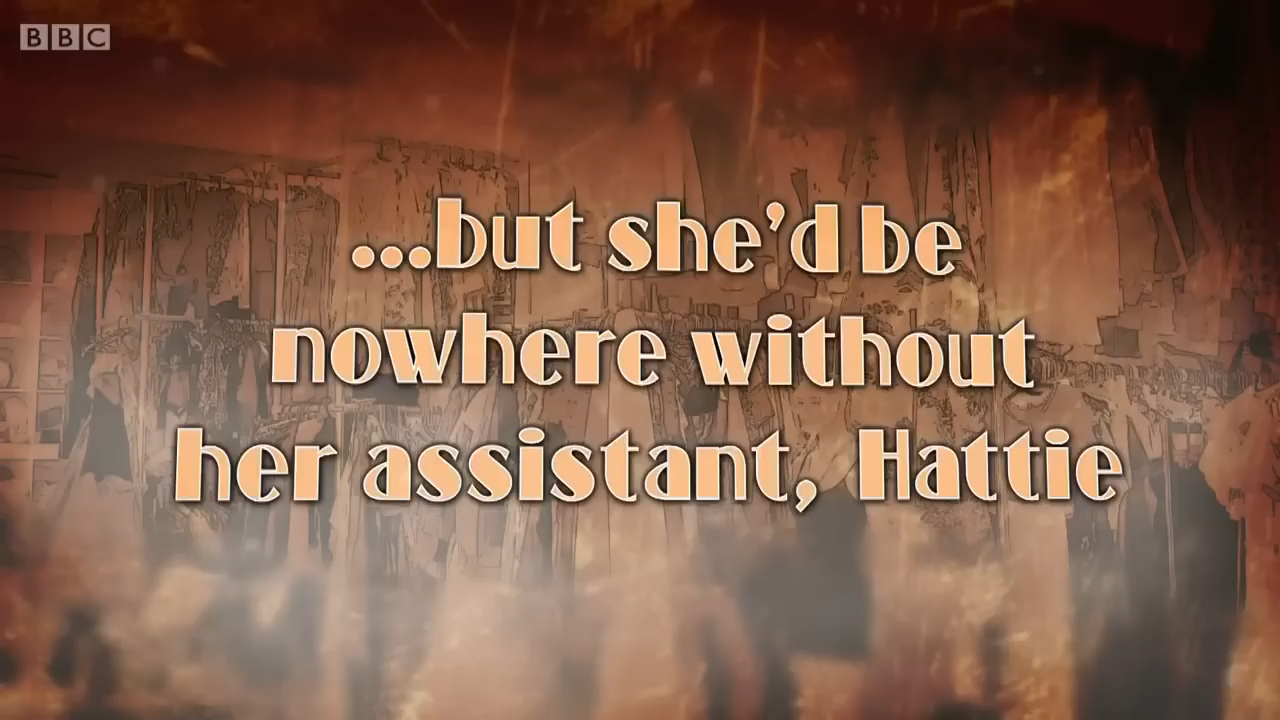 BBC
...but she'd be
nowhere without
her assistant, Hattie